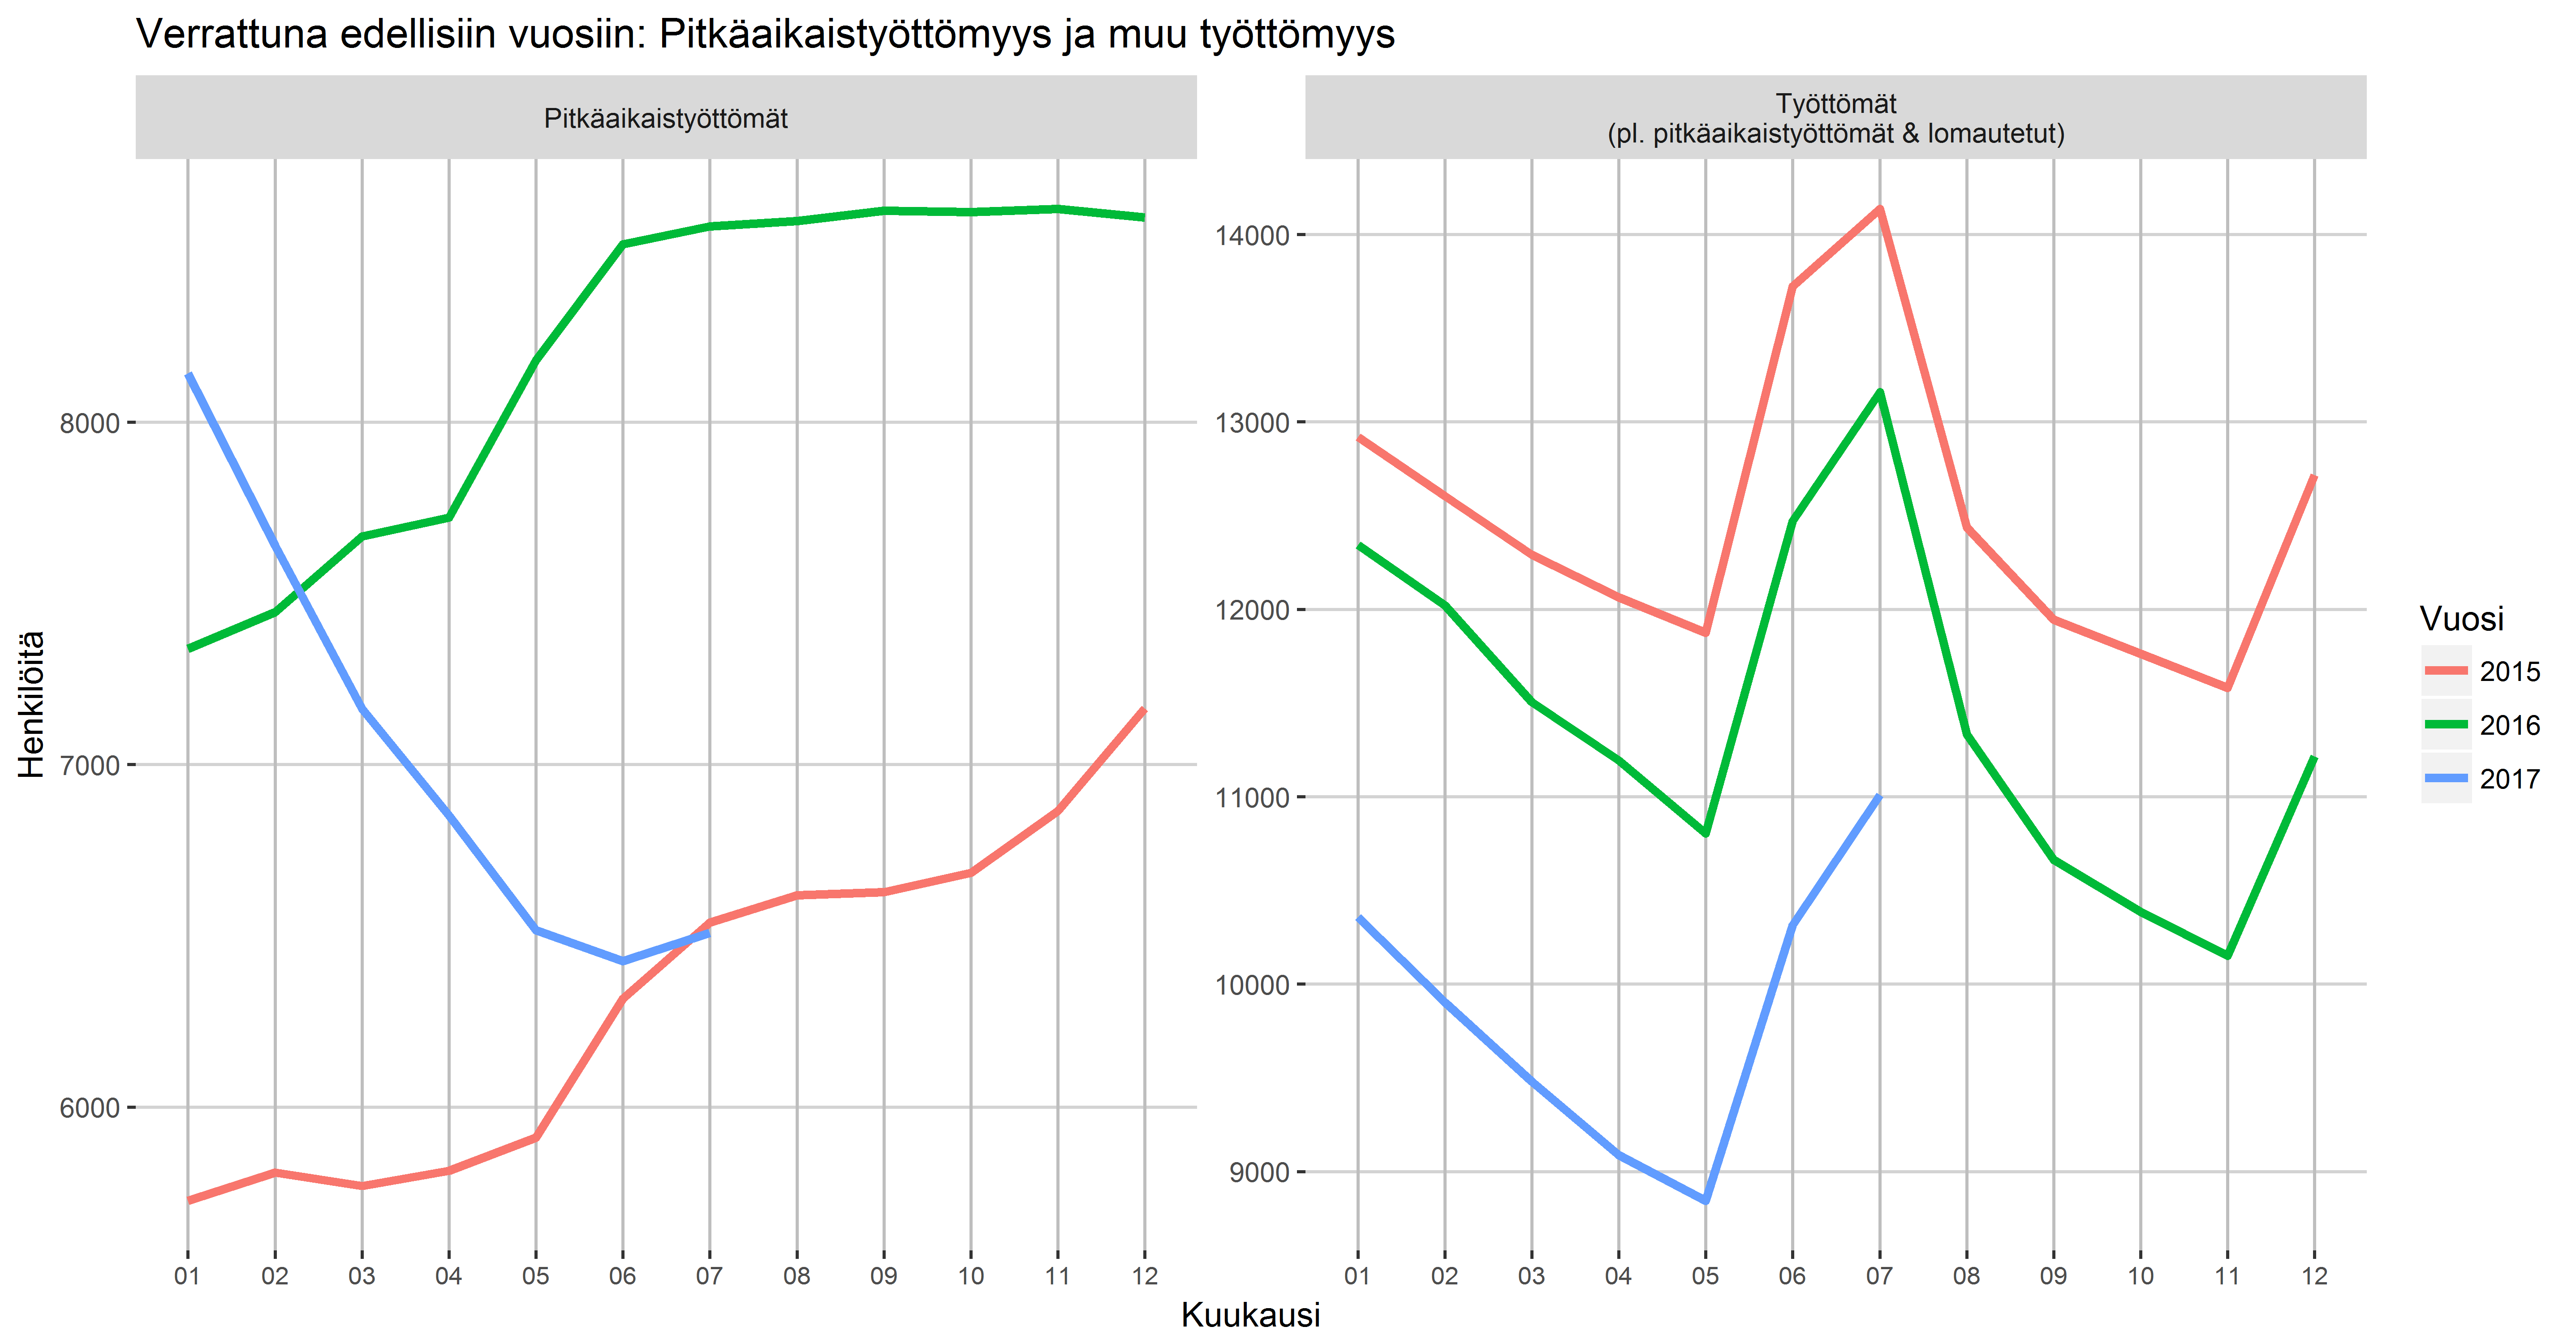 Verrattuna edellisiin vuosiin: Pitkäaikaistyöttömyys ja muu työttömyys
Pitkäaikaistyöttömät
Työttömät
(pl. pitkäaikaistyöttömät & lomautetut)
Henkilöitä
8000
7000
6000
14000
13000
12000
11000
10000
9000
01 02 03 04 05 06 07 08 09 10 11 12
01 02 03 04 05 06 07 08 09 10 11 12
Kuukausi
Vuosi
2015
2016
2017